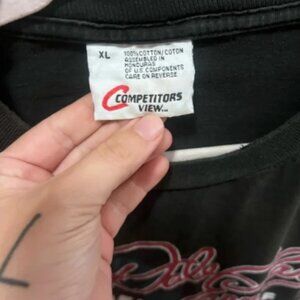 XL
100% COTTON/COTON
ASSEMBLED IN
HONDURAS
OF U.S. COMPONENTS
CARE ON REVERSE.
COMPETITORS
VIEW...
L